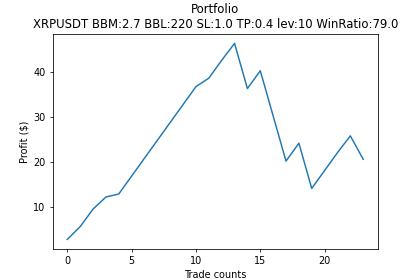 Portfolio
XRPUSDT BBM:2.7 BBL:220 SL:1.0 TP:0.4 lev:10 WinRatio:79.0
Profit ($)
40
30
20
10
0
5
10
15
20
Trade counts